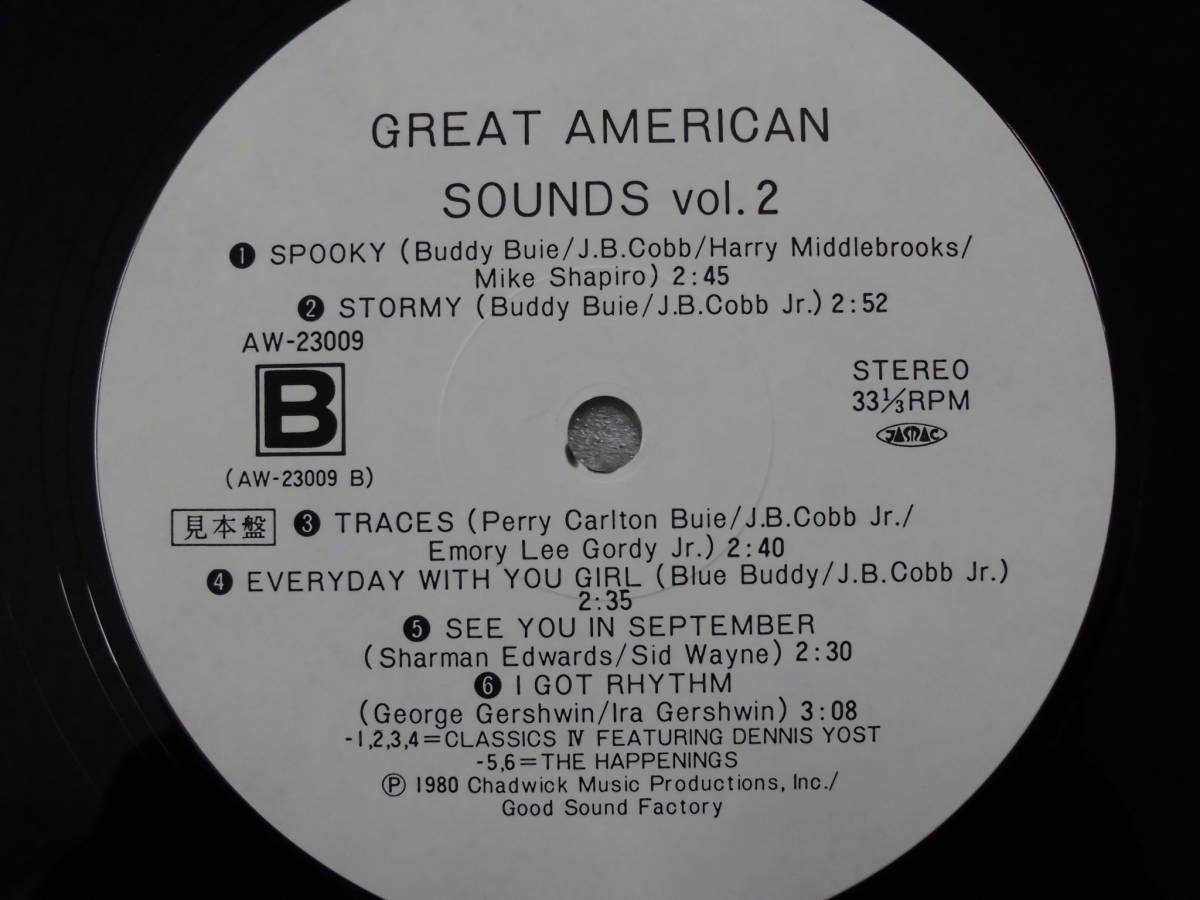 GREAT AMERICAN
SOUNDS vol. 2
❶ SPOOKY (Buddy Buie/J.B.Cobb/Harry Middlebrooks/
Mike Shapiro) 2:45
❷ STORMY (Buddy Buie/J.B.Cobb Jr.) 2:52
AW-23009
B
(AW-23009 B)
STEREO
33⅓RPM
JASRAC
見本盤
❸ TRACES (Perry Carlton Buie/J.B.Cobb Jr./
Emory Lee Gordy Jr.) 2:40
❹ EVERYDAY WITH YOU GIRL (Blue Buddy/J.B.Cobb Jr.)
2:35
❺ SEE YOU IN SEPTEMBER
(Sharman Edwards/Sid Wayne) 2:30
❻ I GOT RHYTHM
(George Gershwin/Ira Gershwin) 3:08
-1,2,3,4=CLASSICS Ⅳ FEATURING DENNIS YOST
-5,6=THE HAPPENINGS
Ⓟ 1980 Chadwick Music Productions, Inc./
Good Sound Factory